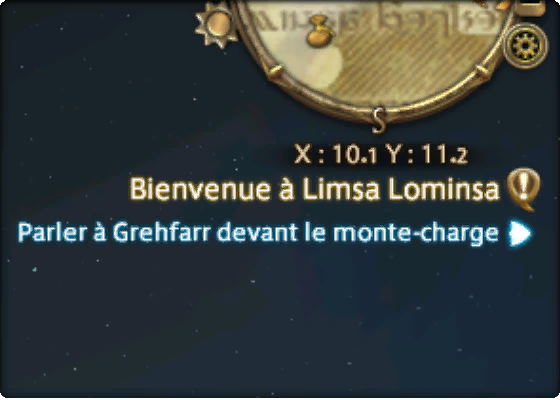 S
X : 10.1 Y : 11.2
Bienvenue à Limsa Lominsa
Parler à Grehfarr devant le monte-charge